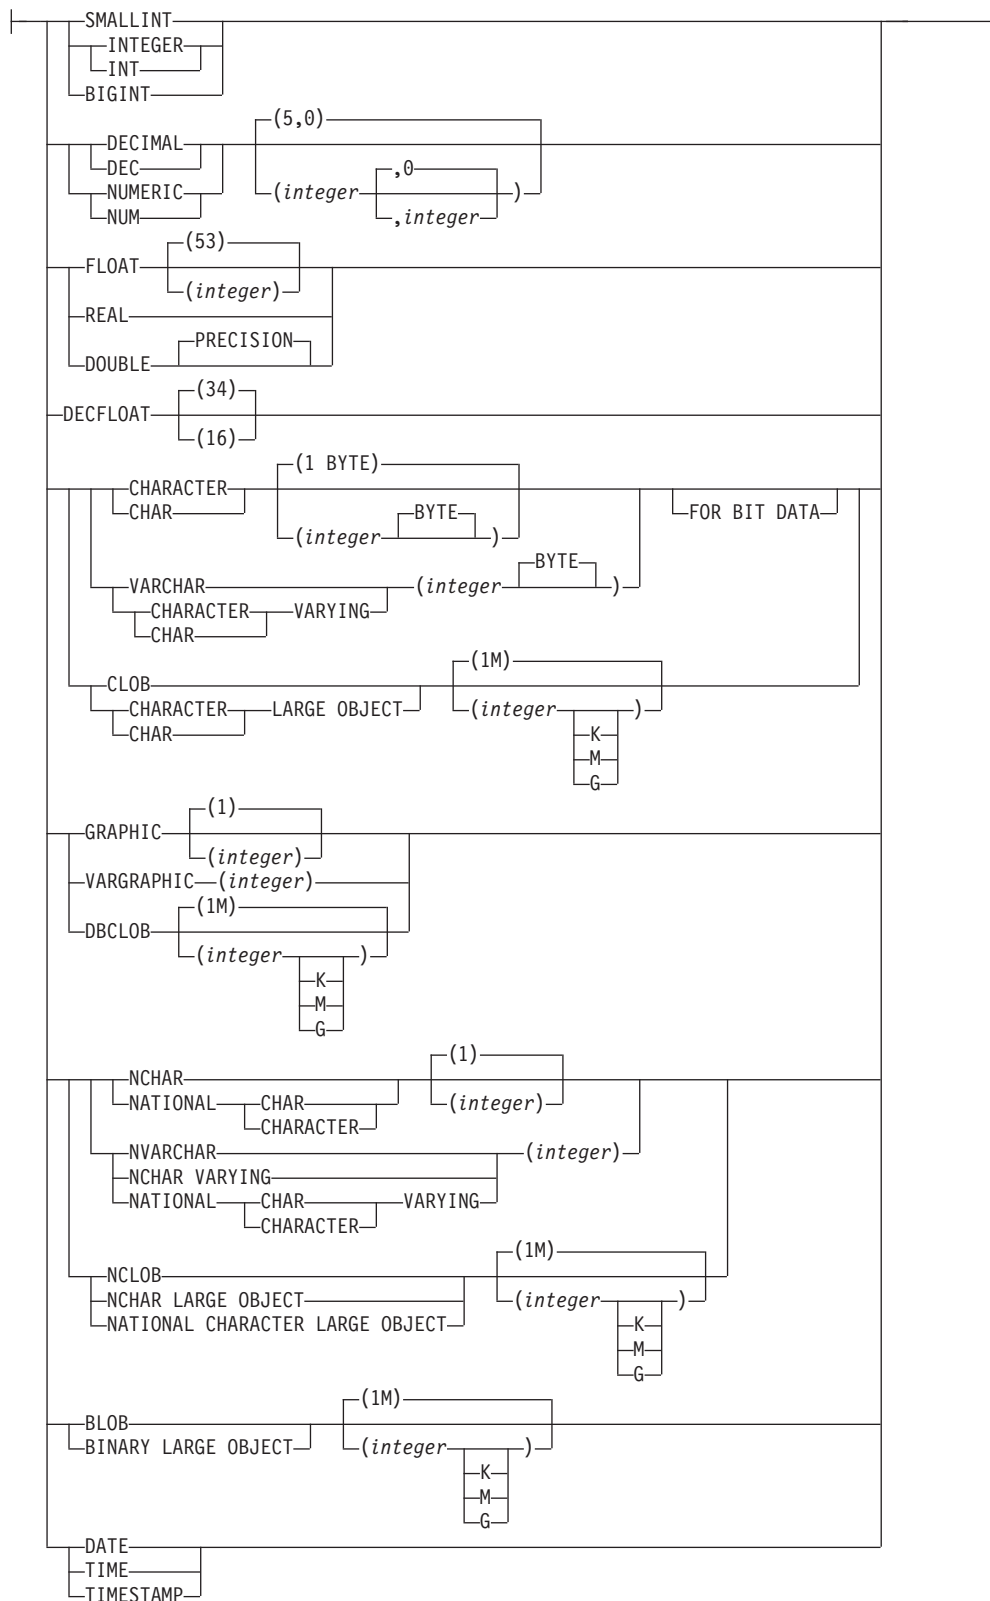 SMALLINT
INTEGER
INT
BIGINT
(5,0)
DECIMAL
DEC
,0
NUMERIC
(integer )
NUM
,integer
(53)
FLOAT
(integer)
REAL
PRECISION
DOUBLE
(34)
DECFLOAT
(16)
(1 BYTE)
CHARACTER
CHAR
BYTE
FOR BIT DATA
(integer )
BYTE
VARCHAR (integer )
CHARACTER VARYING
CHAR
(1M)
CLOB
CHARACTER LARGE OBJECT (integer )
CHAR
K
M
G
(1)
GRAPHIC
(integer)
VARGRAPHIC (integer)
(1M)
DBCLOB
(integer )
K
M
G
(1)
NCHAR
NATIONAL CHAR (integer)
CHARACTER
NVARCHAR (integer)
NCHAR VARYING
NATIONAL CHAR VARYING
CHARACTER
(1M)
NCLOB
NCHAR LARGE OBJECT (integer )
NATIONAL CHARACTER LARGE OBJECT K
M
G
(1M)
BLOB
BINARY LARGE OBJECT (integer )
K
M
G
DATE
TIME
TIMESTAMP